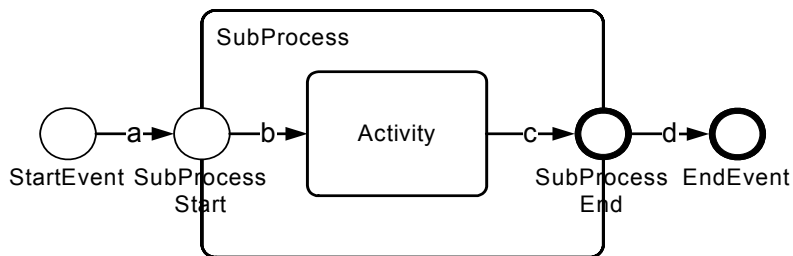 SubProcess
a
b
Activity
c
d
StartEvent
SubProcess
Start
SubProcess
End
EndEvent